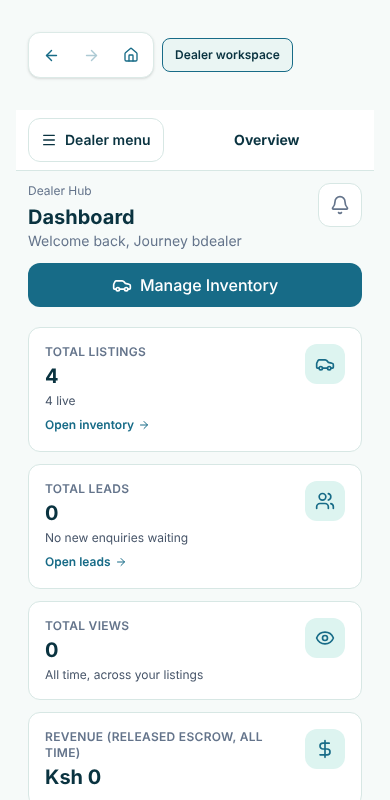 Dealer workspace
Dealer menu
Overview
Dealer Hub
Dashboard
Welcome back, Journey bdealer
Manage Inventory
TOTAL LISTINGS
4
4 live
Open inventory →
TOTAL LEADS
0
No new enquiries waiting
Open leads →
TOTAL VIEWS
0
All time, across your listings
REVENUE (RELEASED ESCROW, ALL
TIME)
Ksh 0